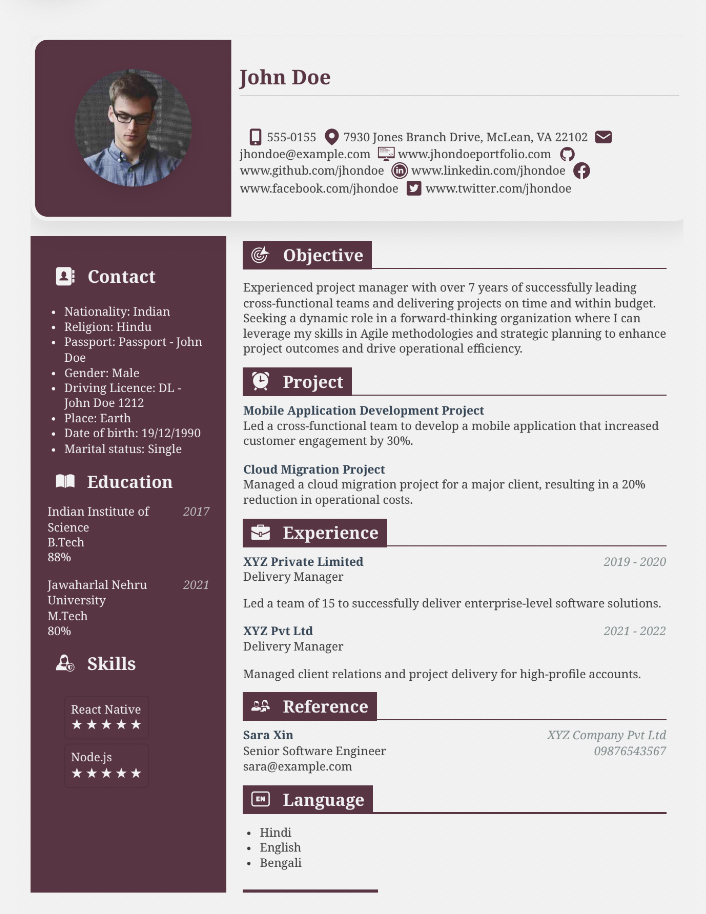 John Doe
555-0155 7930 Jones Branch Drive, McLean, VA 22102
jhondoe@example.com www.jhondoeportfolio.com
www.github.com/jhondoe in www.linkedin.com/jhondoe
www.facebook.com/jhondoe www.twitter.com/jhondoe
Contact
• Nationality: Indian
• Religion: Hindu
• Passport: Passport - John
Doe
• Gender: Male
• Driving Licence: DL -
John Doe 1212
• Place: Earth
• Date of birth: 19/12/1990
• Marital status: Single
Education
Indian Institute of 2017
Science
B.Tech
88%
Jawaharlal Nehru 2021
University
M.Tech
80%
Skills
React Native
★ ★ ★ ★ ★
Node.js
★ ★ ★ ★ ★
Objective
Experienced project manager with over 7 years of successfully leading
cross-functional teams and delivering projects on time and within budget.
Seeking a dynamic role in a forward-thinking organization where I can
leverage my skills in Agile methodologies and strategic planning to enhance
project outcomes and drive operational efficiency.
Project
Mobile Application Development Project
Led a cross-functional team to develop a mobile application that increased
customer engagement by 30%.
Cloud Migration Project
Managed a cloud migration project for a major client, resulting in a 20%
reduction in operational costs.
Experience
XYZ Private Limited 2019 - 2020
Delivery Manager
Led a team of 15 to successfully deliver enterprise-level software solutions.
XYZ Pvt Ltd 2021 - 2022
Delivery Manager
Managed client relations and project delivery for high-profile accounts.
Reference
Sara Xin XYZ Company Pvt Ltd
Senior Software Engineer 09876543567
sara@example.com
EN Language
• Hindi
• English
• Bengali